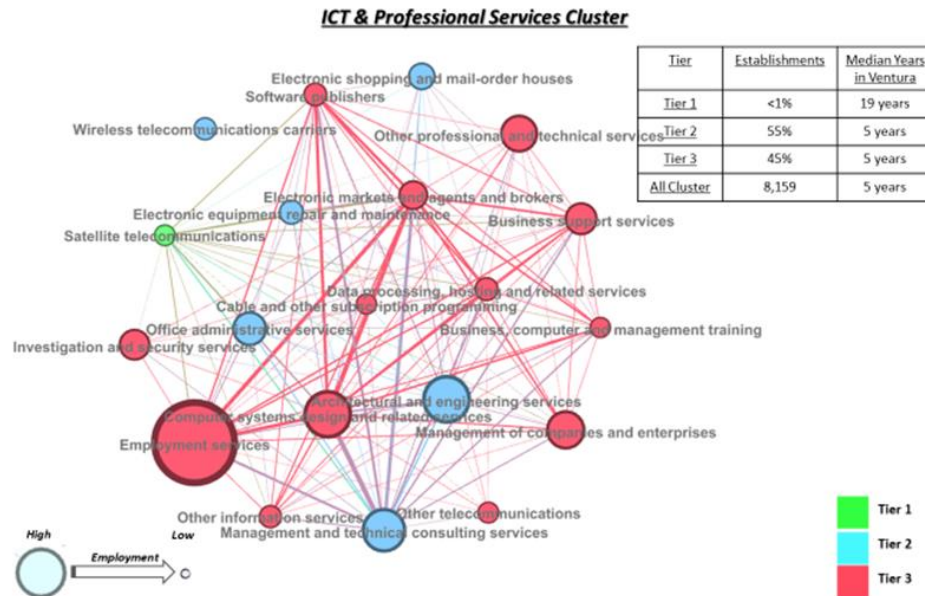 ICT & Professional Services Cluster
Tier Establishments Median Years in Ventura
Tier 1 <1% 19 years
Tier 2 55% 5 years
Tier 3 45% 5 years
All Cluster 8,159 5 years
Electronic shopping and mail-order houses
Software publishers
Wireless telecommunications carriers
Other professional and technical services
Electronic markets and agents and brokers
Electronic equipment repair and maintenance
Business support services
Satellite telecommunications
Data processing, hosting and related services
Cable and other subscription programming
Office administrative services
Business, computer and management training
Investigation and security services
Architectural and engineering services
Computer systems design and related services
Management of companies and enterprises
Employment services
Other information services
Other telecommunications
Management and technical consulting services
High
Low
Employment
Tier 1
Tier 2
Tier 3